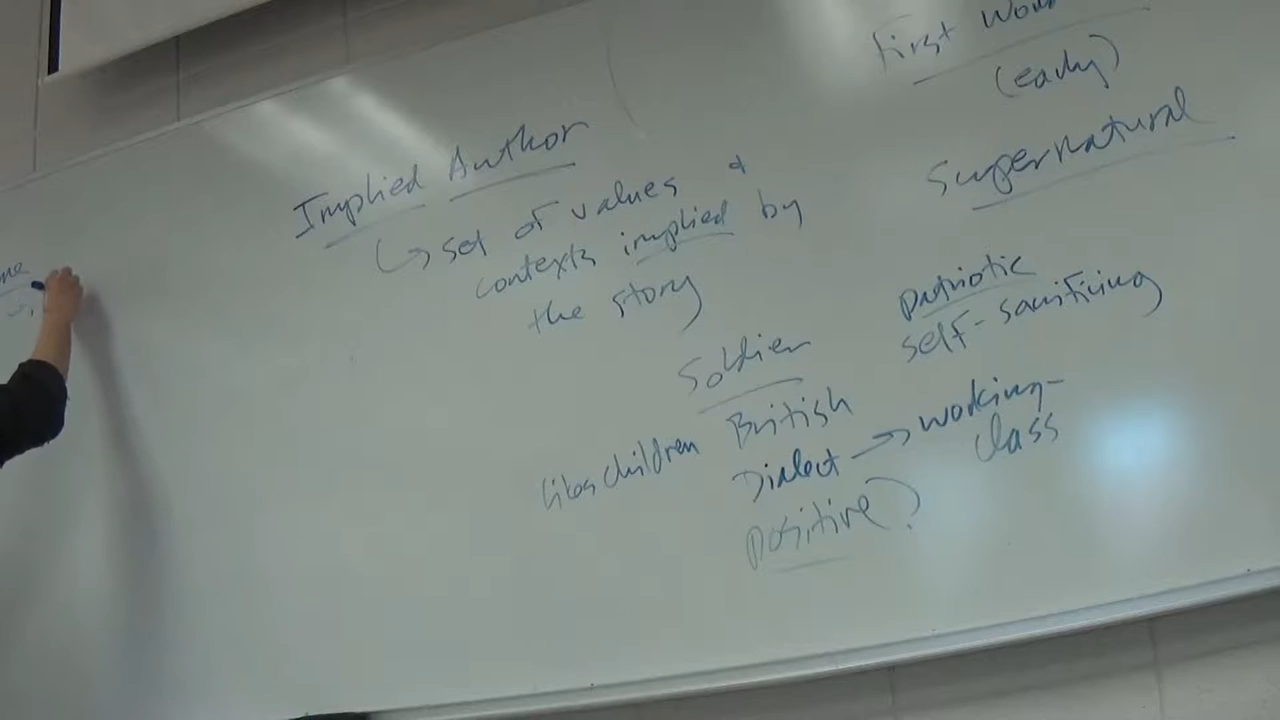 First
(early)
Supernatural
Implied Author
↳ set of values +
contexts implied by
the story
Patriotic
self-sacrificing
Soldier
British
likes children
Dialect → working-
class
positive?